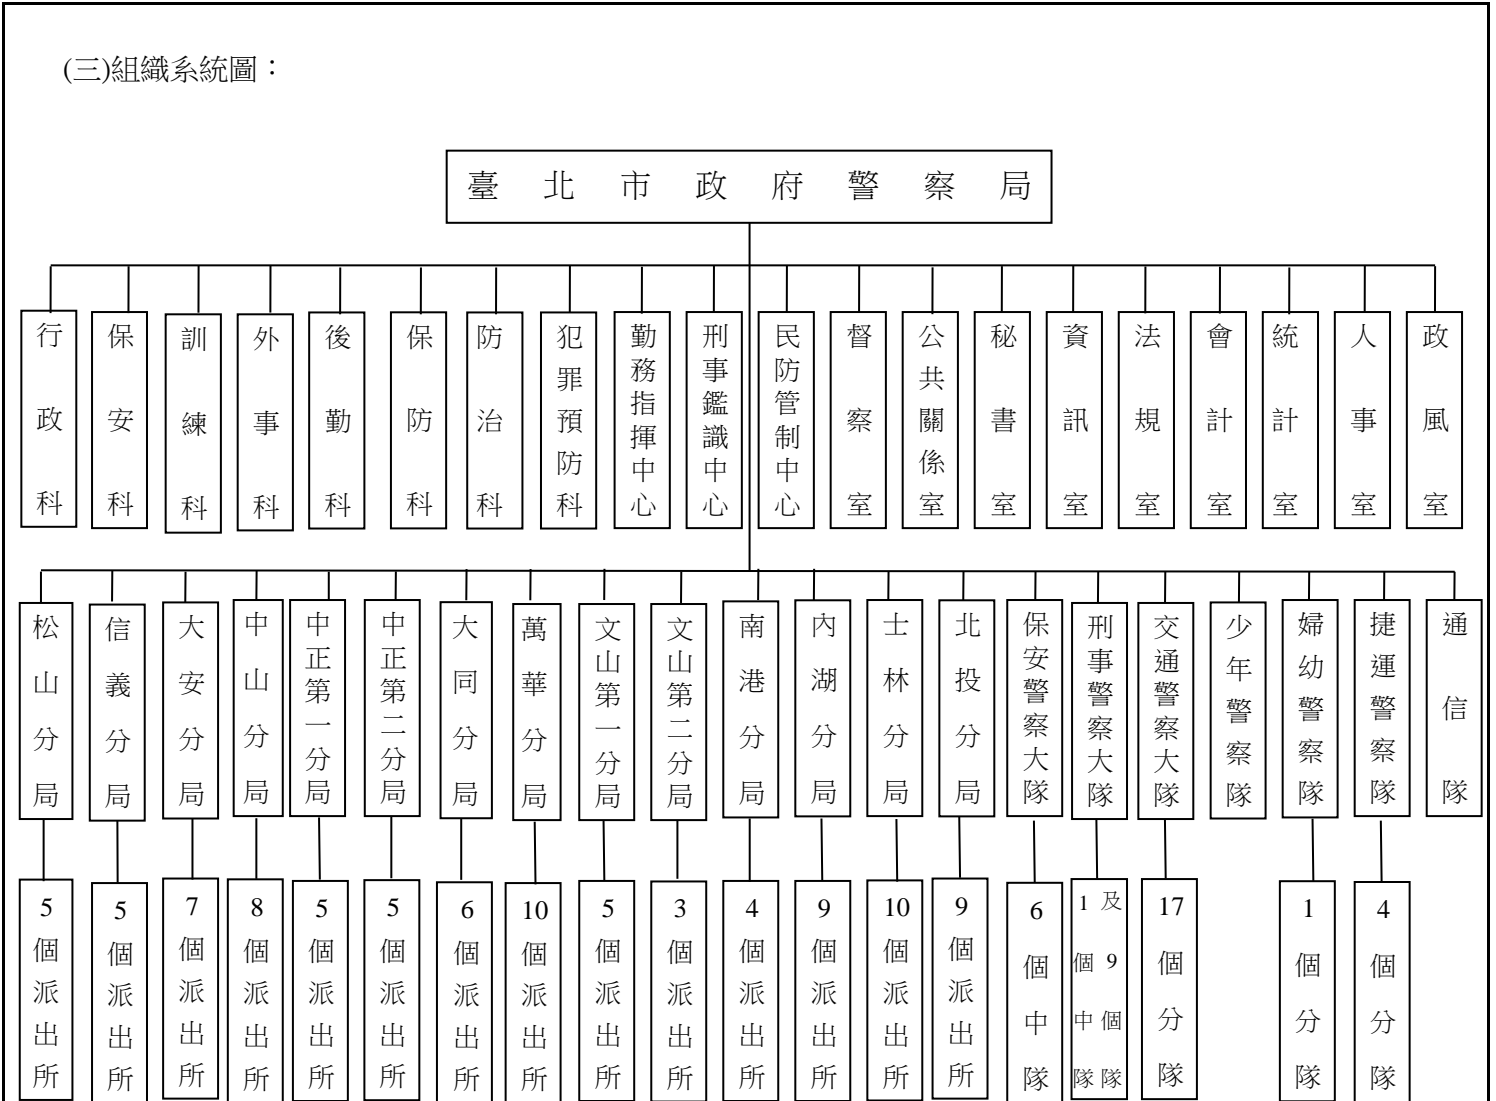 (三)組織系統圖：
臺北市政府警察局
行政科
保安科
訓練科
外事科
後勤科
保防科
防治科
犯罪預防科
勤務指揮中心
刑事鑑識中心
民防管制中心
督察室
公共關係室
秘書室
資訊室
法規室
會計室
統計室
人事室
政風室
松山分局
信義分局
大安分局
中山分局
中正第一分局
中正第二分局
大同分局
萬華分局
文山第一分局
文山第二分局
南港分局
內湖分局
士林分局
北投分局
保安警察大隊
刑事警察大隊
交通警察大隊
少年警察隊
婦幼警察隊
捷運警察隊
通信隊
5個派出所
5個派出所
7個派出所
8個派出所
5個派出所
5個派出所
6個派出所
10個派出所
5個派出所
3個派出所
4個派出所
9個派出所
10個派出所
9個派出所
6個中隊
1個中隊
及9個隊
17個分隊
1個分隊
4個分隊